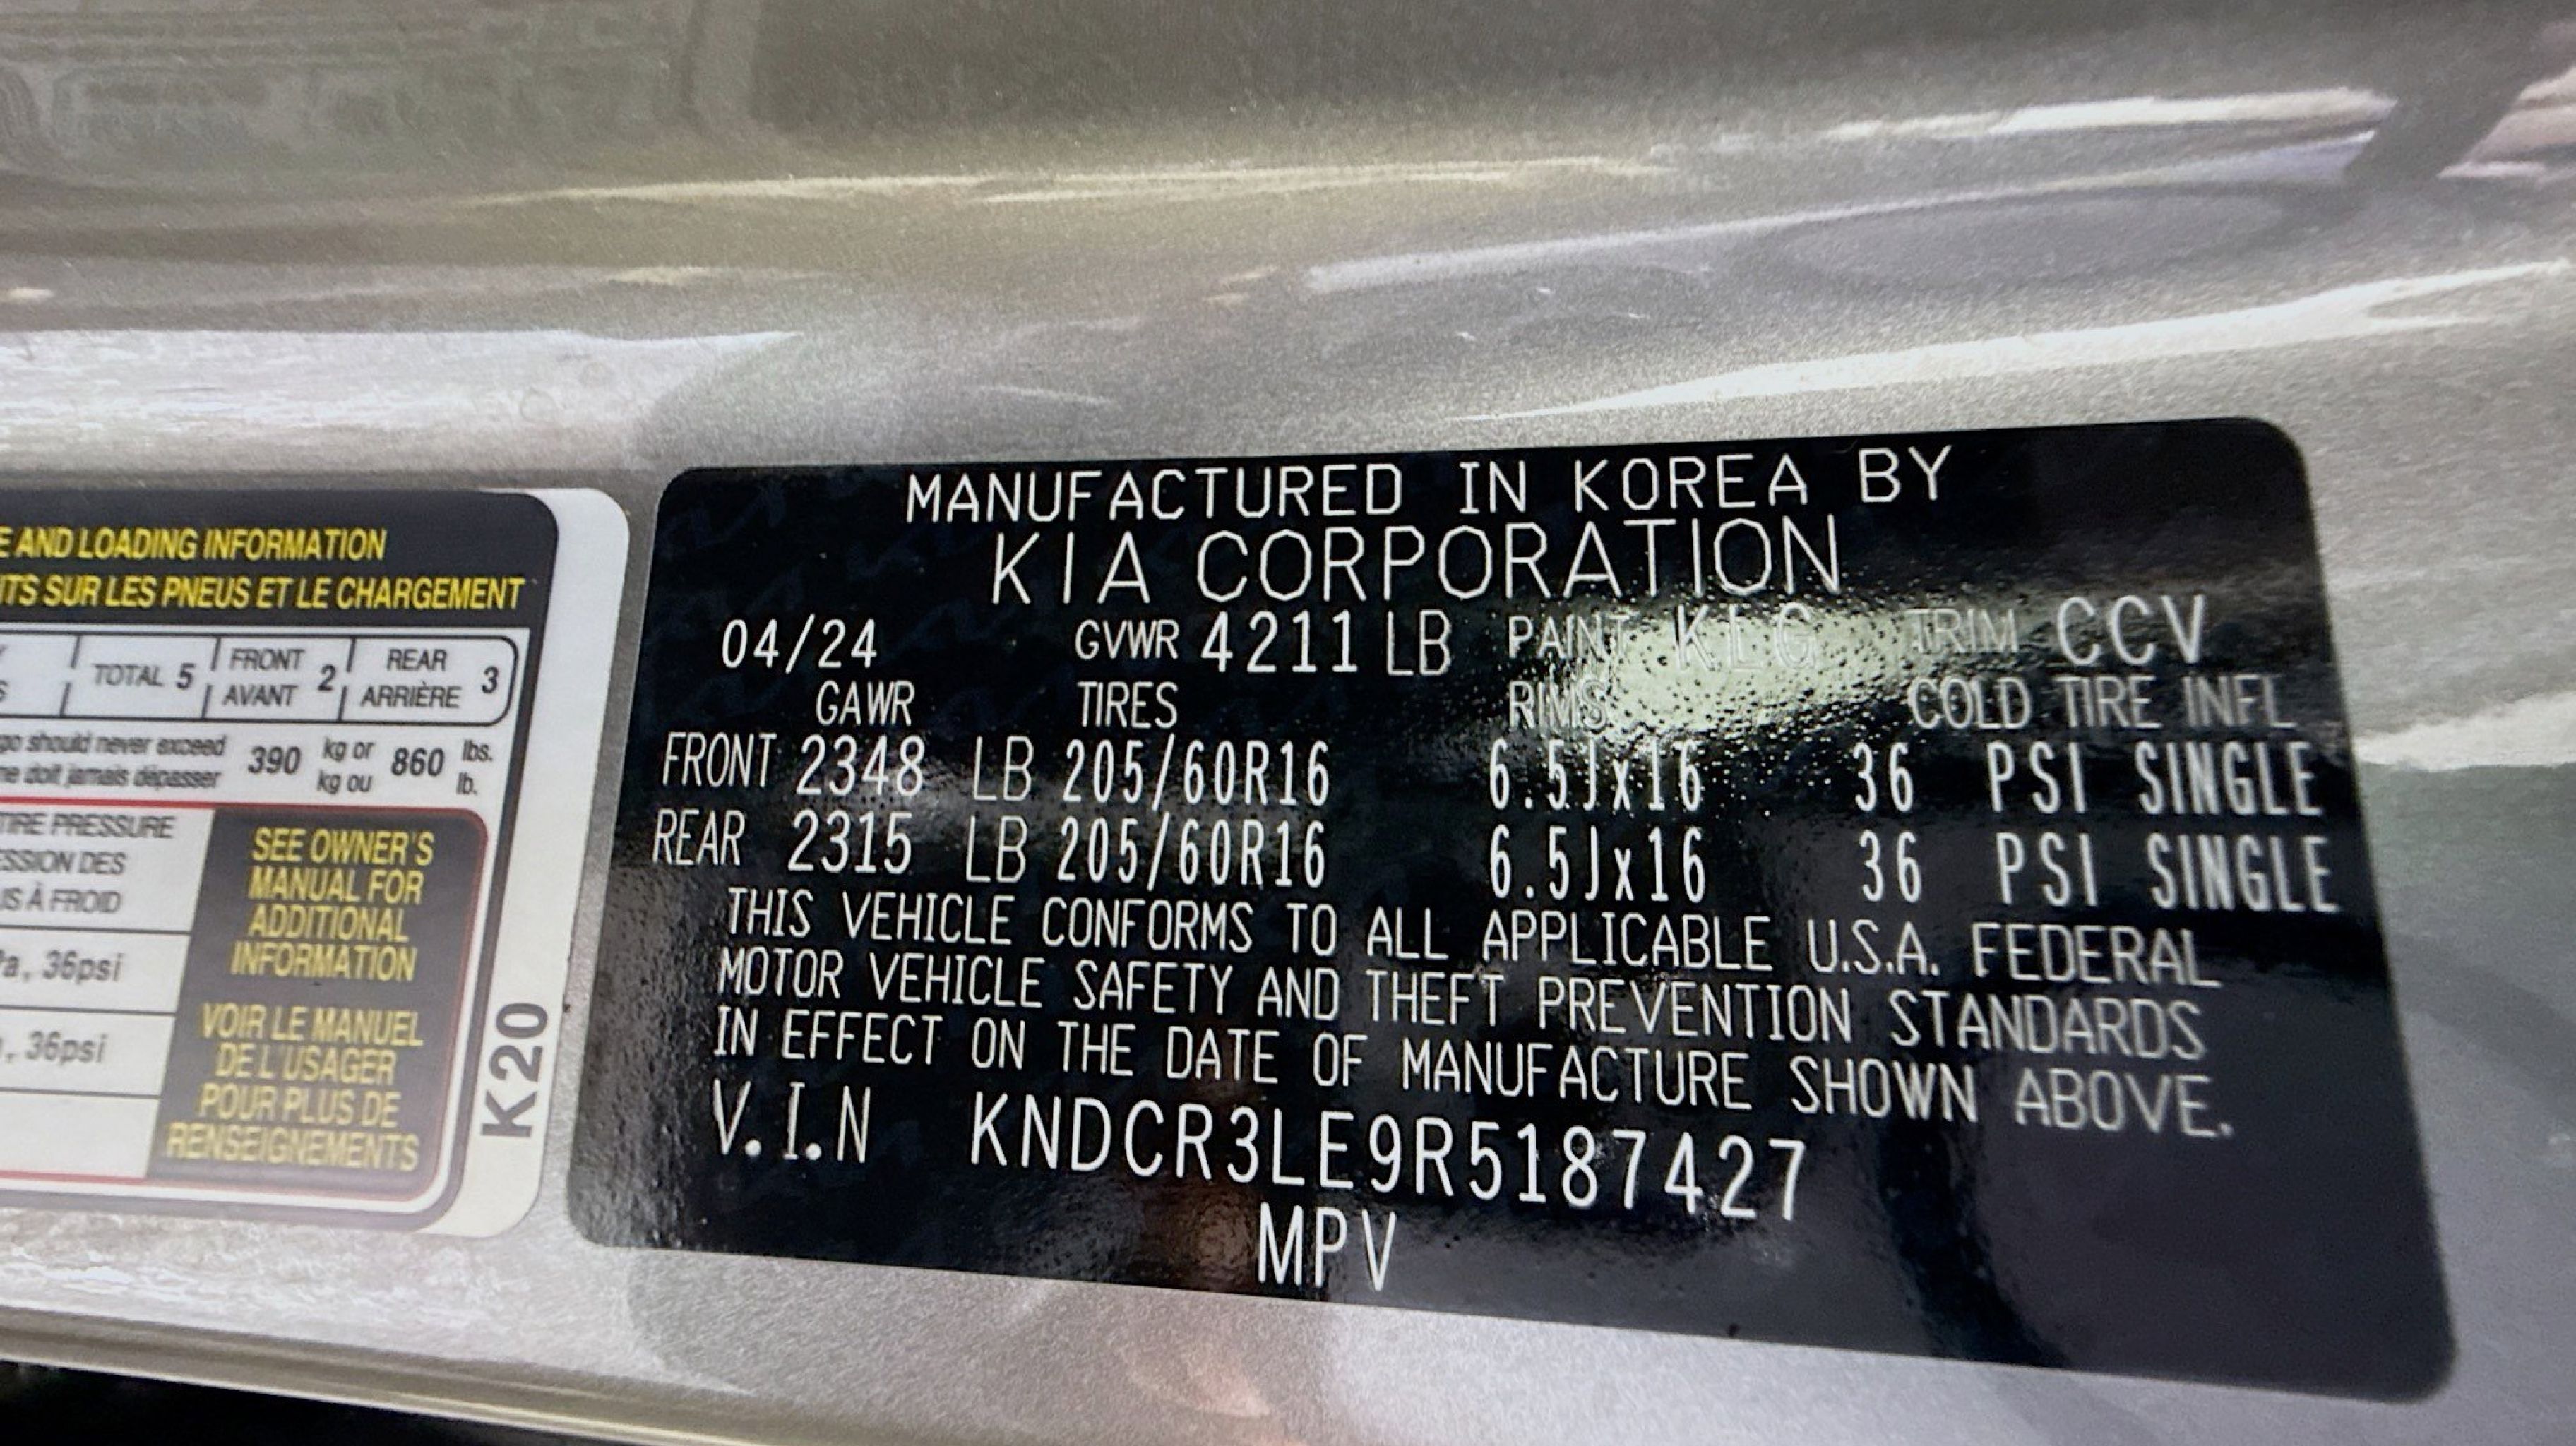 E AND LOADING INFORMATION
ITS SUR LES PNEUS ET LE CHARGEMENT
TOTAL 5 FRONT AVANT 2 REAR ARRIÈRE 3
go should never exceed 390 kg or 860 lbs.
ne doit jamais dépasser kg ou lb.
TIRE PRESSURE
ESSION DES
US À FROID
a, 36psi
, 36psi
SEE OWNER'S
MANUAL FOR
ADDITIONAL
INFORMATION
VOIR LE MANUEL
DE L'USAGER
POUR PLUS DE
RENSEIGNEMENTS
K20
MANUFACTURED IN KOREA BY
KIA CORPORATION
04/24 GVWR 4211 LB PAINT KLG TRIM CCV
GAWR TIRES RIMS COLD TIRE INFL
FRONT 2348 LB 205/60R16 6.5Jx16 36 PSI SINGLE
REAR 2315 LB 205/60R16 6.5Jx16 36 PSI SINGLE
THIS VEHICLE CONFORMS TO ALL APPLICABLE U.S.A. FEDERAL
MOTOR VEHICLE SAFETY AND THEFT PREVENTION STANDARDS
IN EFFECT ON THE DATE OF MANUFACTURE SHOWN ABOVE.
V.I.N KNDCR3LE9R5187427
MPV